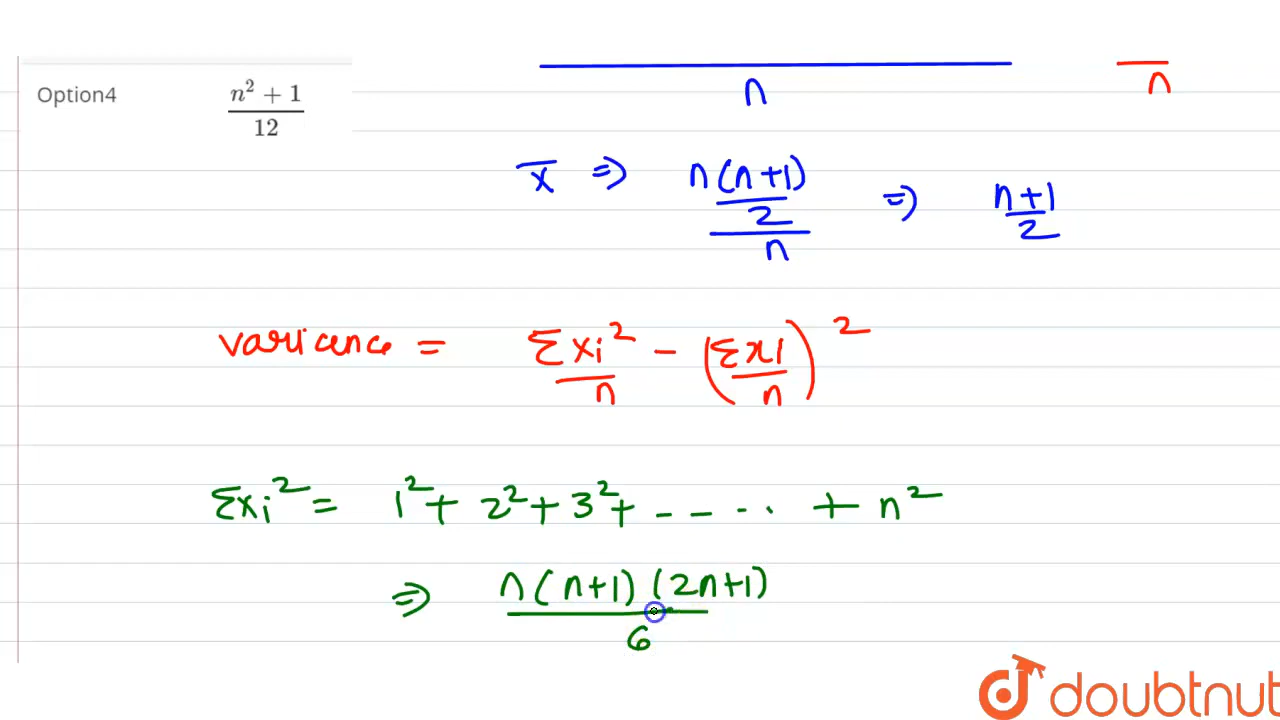 Option4 (n² + 1)/12
n
n
x̄ ⇒ (n(n+1)/2)/n ⇒ (n+1)/2
variance = Σxi²/n − (Σxi/n)²
Σxi² = 1² + 2² + 3² + - - - - . + n²
⇒ n(n+1)(2n+1)/6
doubtnut